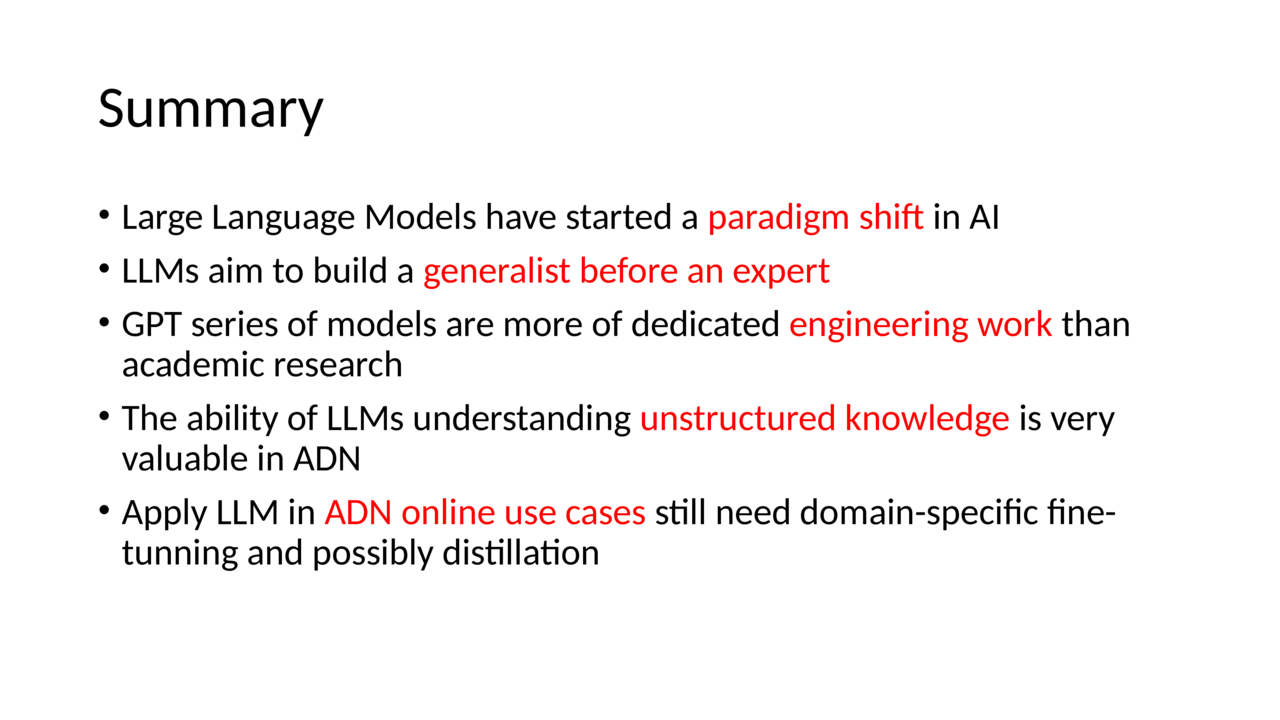 Summary
• Large Language Models have started a paradigm shift in AI
• LLMs aim to build a generalist before an expert
• GPT series of models are more of dedicated engineering work than
academic research
• The ability of LLMs understanding unstructured knowledge is very
valuable in ADN
• Apply LLM in ADN online use cases still need domain-specific fine-
tunning and possibly distillation